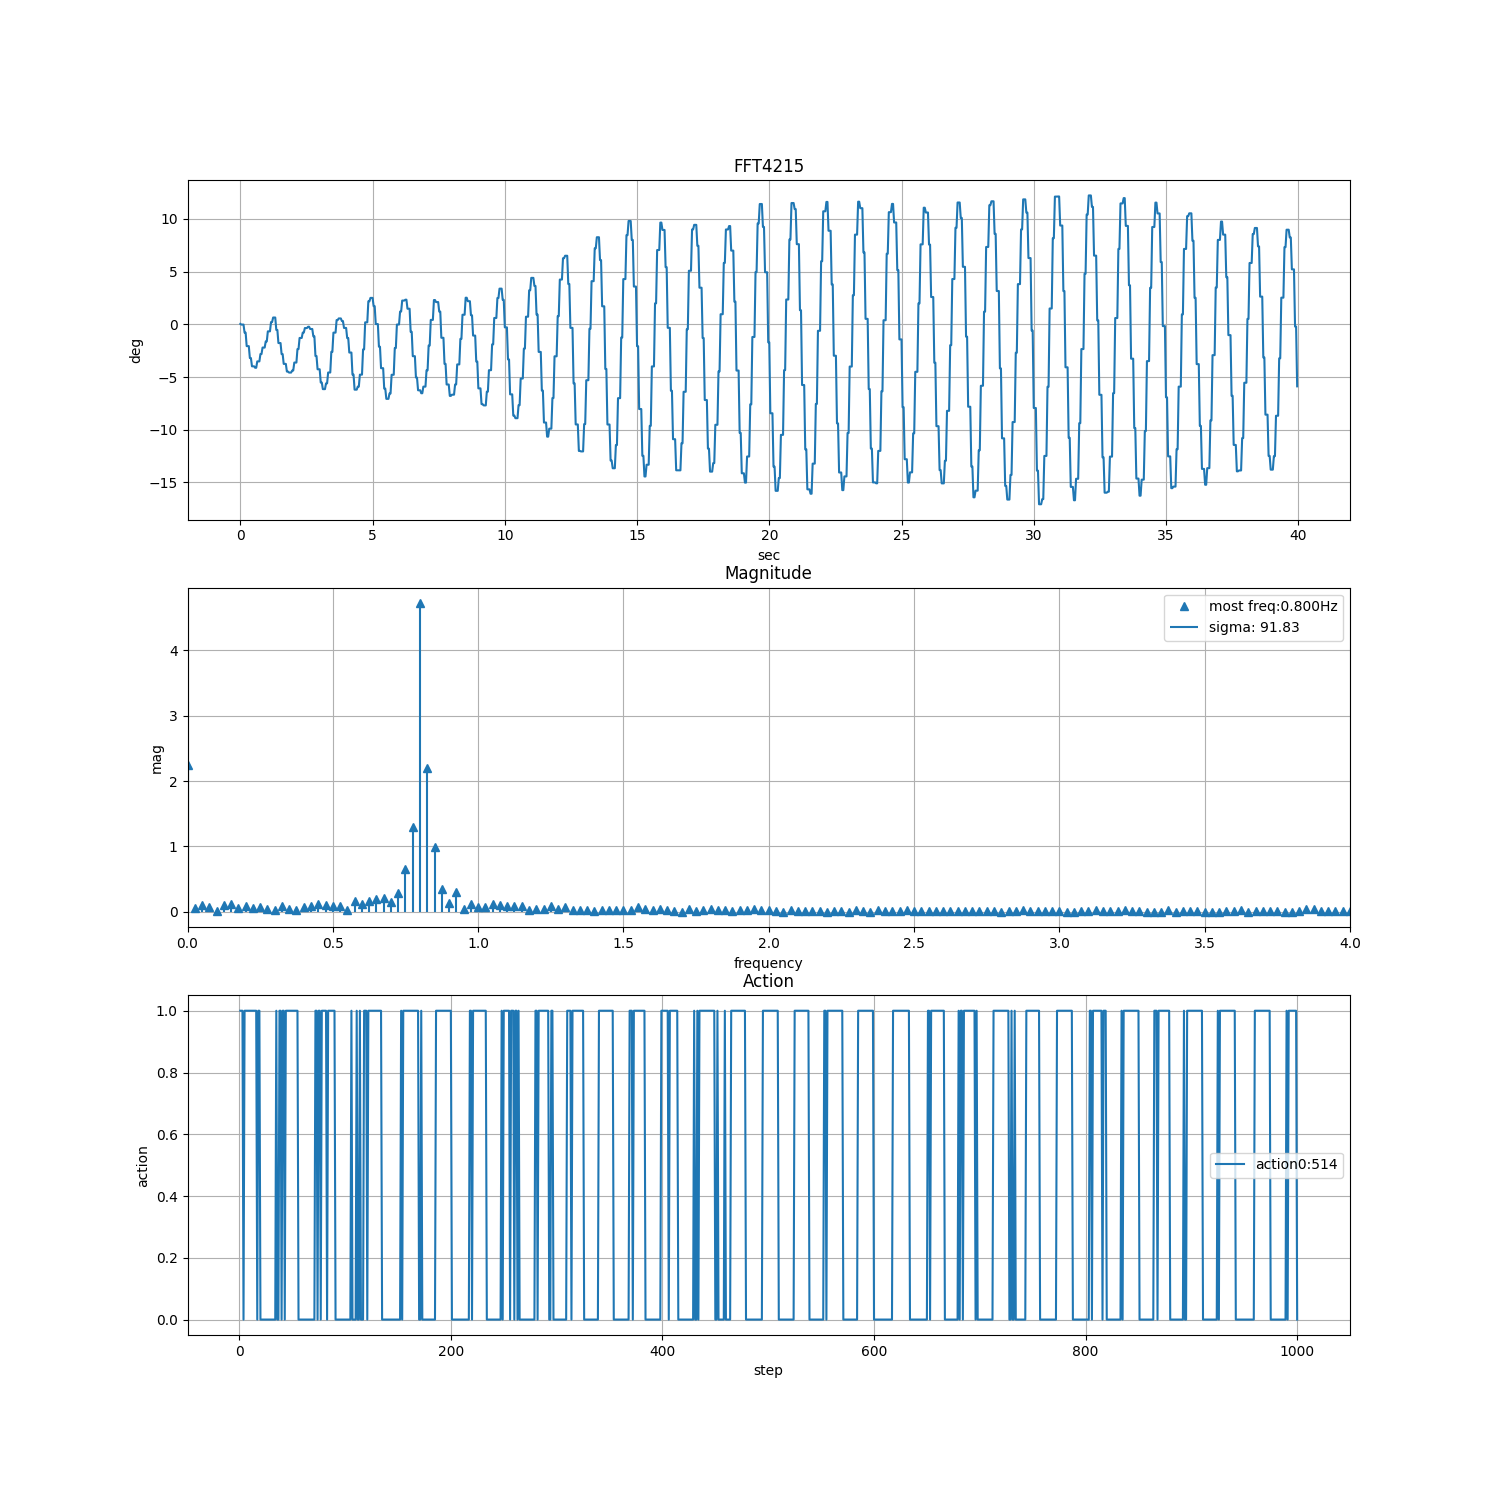 FFT4215
10
5
0
−5
−10
−15
deg
0 5 10 15 20 25 30 35 40
sec
Magnitude
most freq:0.800Hz
sigma: 91.83
4
3
2
1
0
mag
0.0 0.5 1.0 1.5 2.0 2.5 3.0 3.5 4.0
frequency
Action
1.0
0.8
0.6
0.4
0.2
0.0
action
action0:514
0 200 400 600 800 1000
step